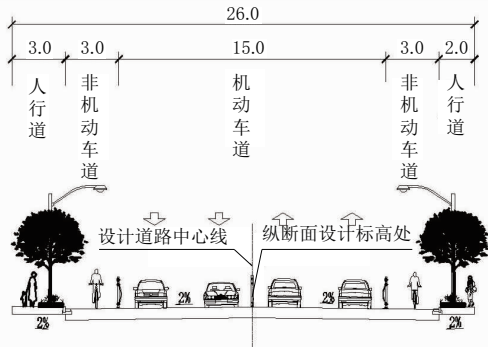 26.0
3.0 3.0 15.0 3.0 2.0
人行道
非机动车道
机动车道
非机动车道
人行道
设计道路中心线
纵断面设计标高处
2% 2%
2% 2%